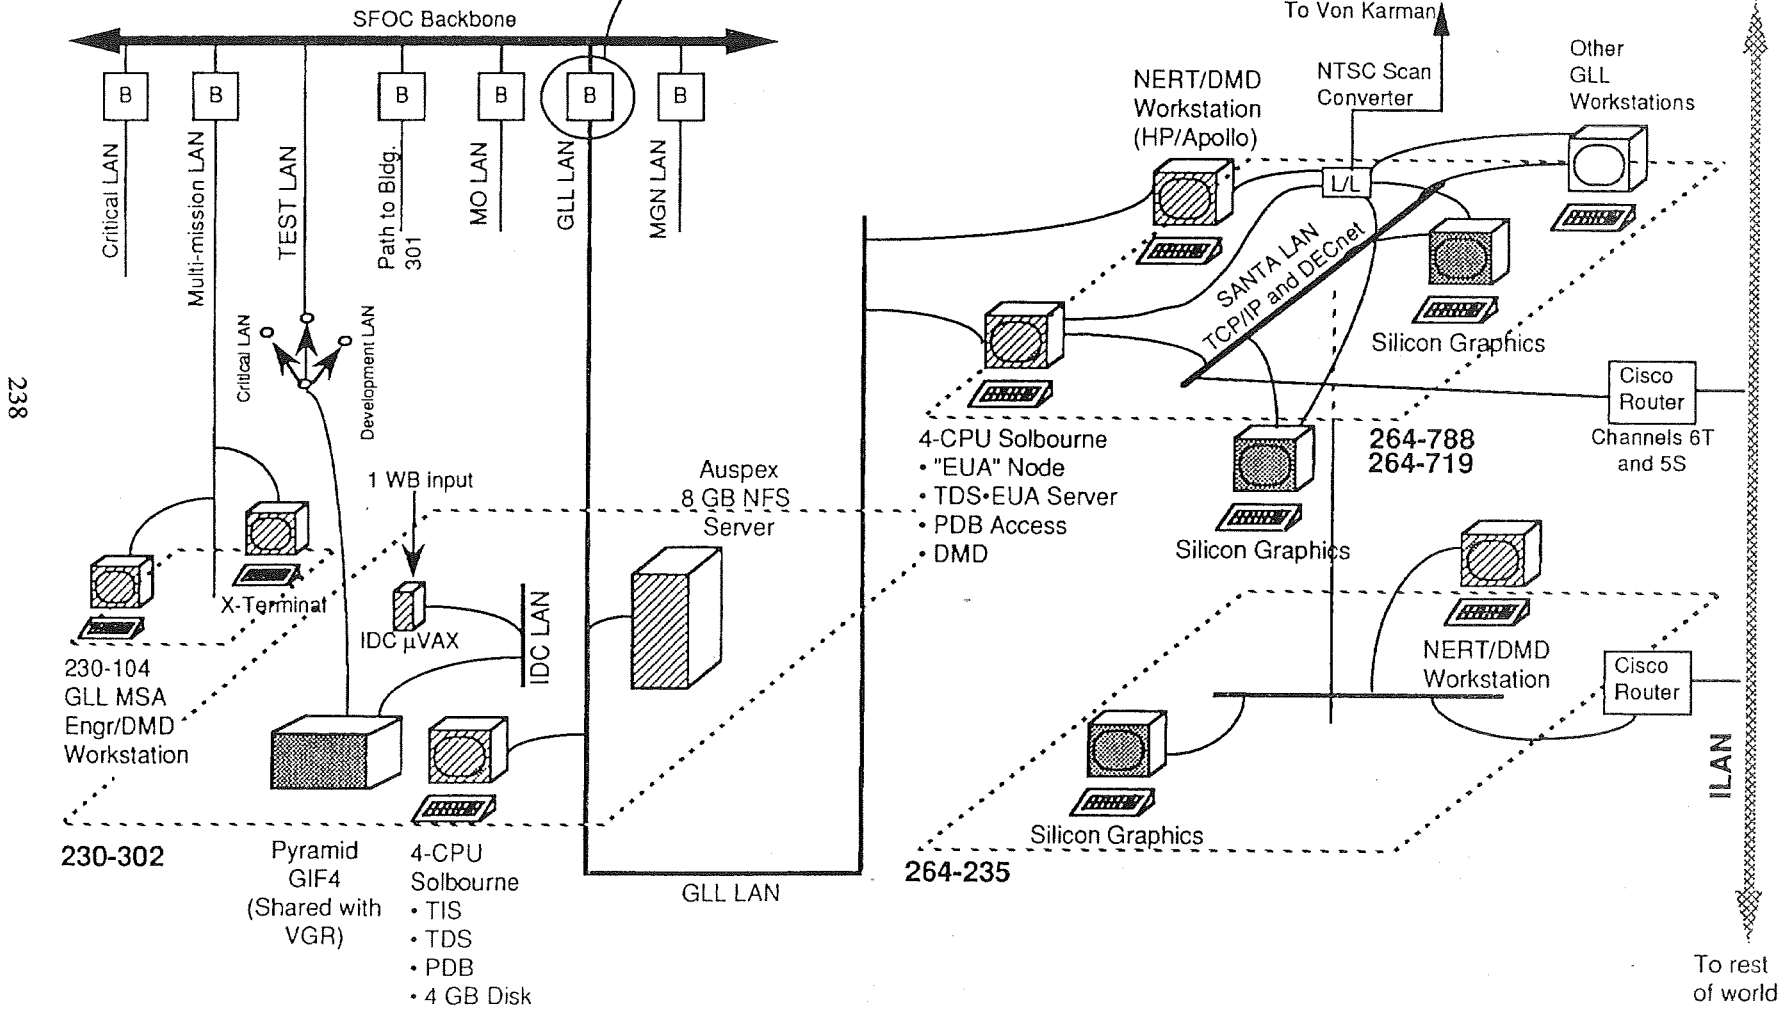 SFOC Backbone
B
B
B
B
B
B
Critical LAN
Multi-mission LAN
TEST LAN
Path to Bldg.
301
MO LAN
GLL LAN
MGN LAN
Critical LAN
Development LAN
To Von Karman
NTSC Scan
Converter
NERT/DMD
Workstation
(HP/Apollo)
Other
GLL
Workstations
L/L
SANTA LAN
TCP/IP and DECnet
Silicon Graphics
Cisco
Router
Channels 6T
and 5S
264-788
264-719
4-CPU Solbourne
• "EUA" Node
• TDS•EUA Server
• PDB Access
• DMD
Silicon Graphics
238
1 WB input
Auspex
8 GB NFS
Server
X-Terminal
IDC µVAX
IDC LAN
230-104
GLL MSA
Engr/DMD
Workstation
NERT/DMD
Workstation
Cisco
Router
ILAN
Silicon Graphics
230-302
Pyramid
GIF4
(Shared with
VGR)
4-CPU
Solbourne
• TIS
• TDS
• PDB
• 4 GB Disk
GLL LAN
264-235
To rest
of world